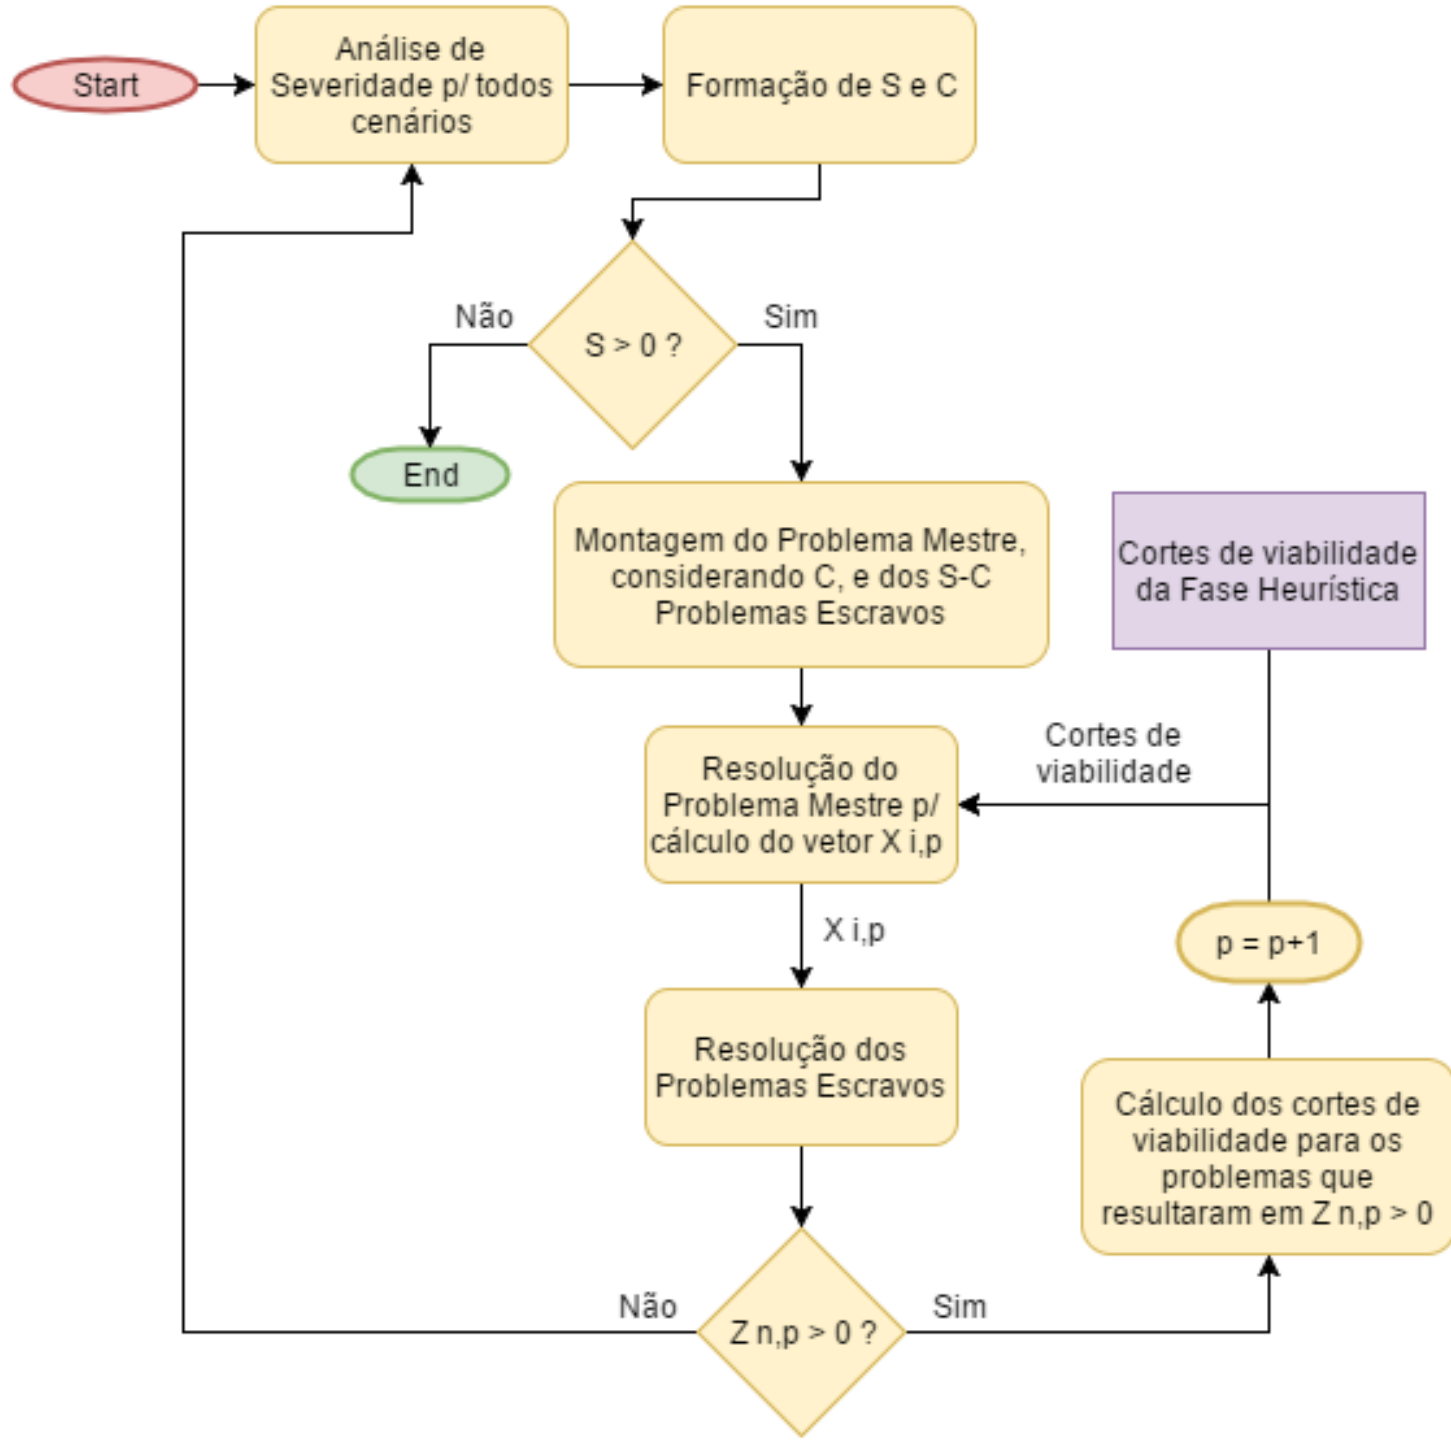 Start
Análise de
Severidade p/ todos
cenários
Formação de S e C
Não
Sim
S > 0 ?
End
Montagem do Problema Mestre,
considerando C, e dos S-C
Problemas Escravos
Cortes de viabilidade
da Fase Heurística
Cortes de
viabilidade
Resolução do
Problema Mestre p/
cálculo do vetor X i,p
X i,p
p = p+1
Resolução dos
Problemas Escravos
Cálculo dos cortes de
viabilidade para os
problemas que
resultaram em Z n,p > 0
Não
Sim
Z n,p > 0 ?